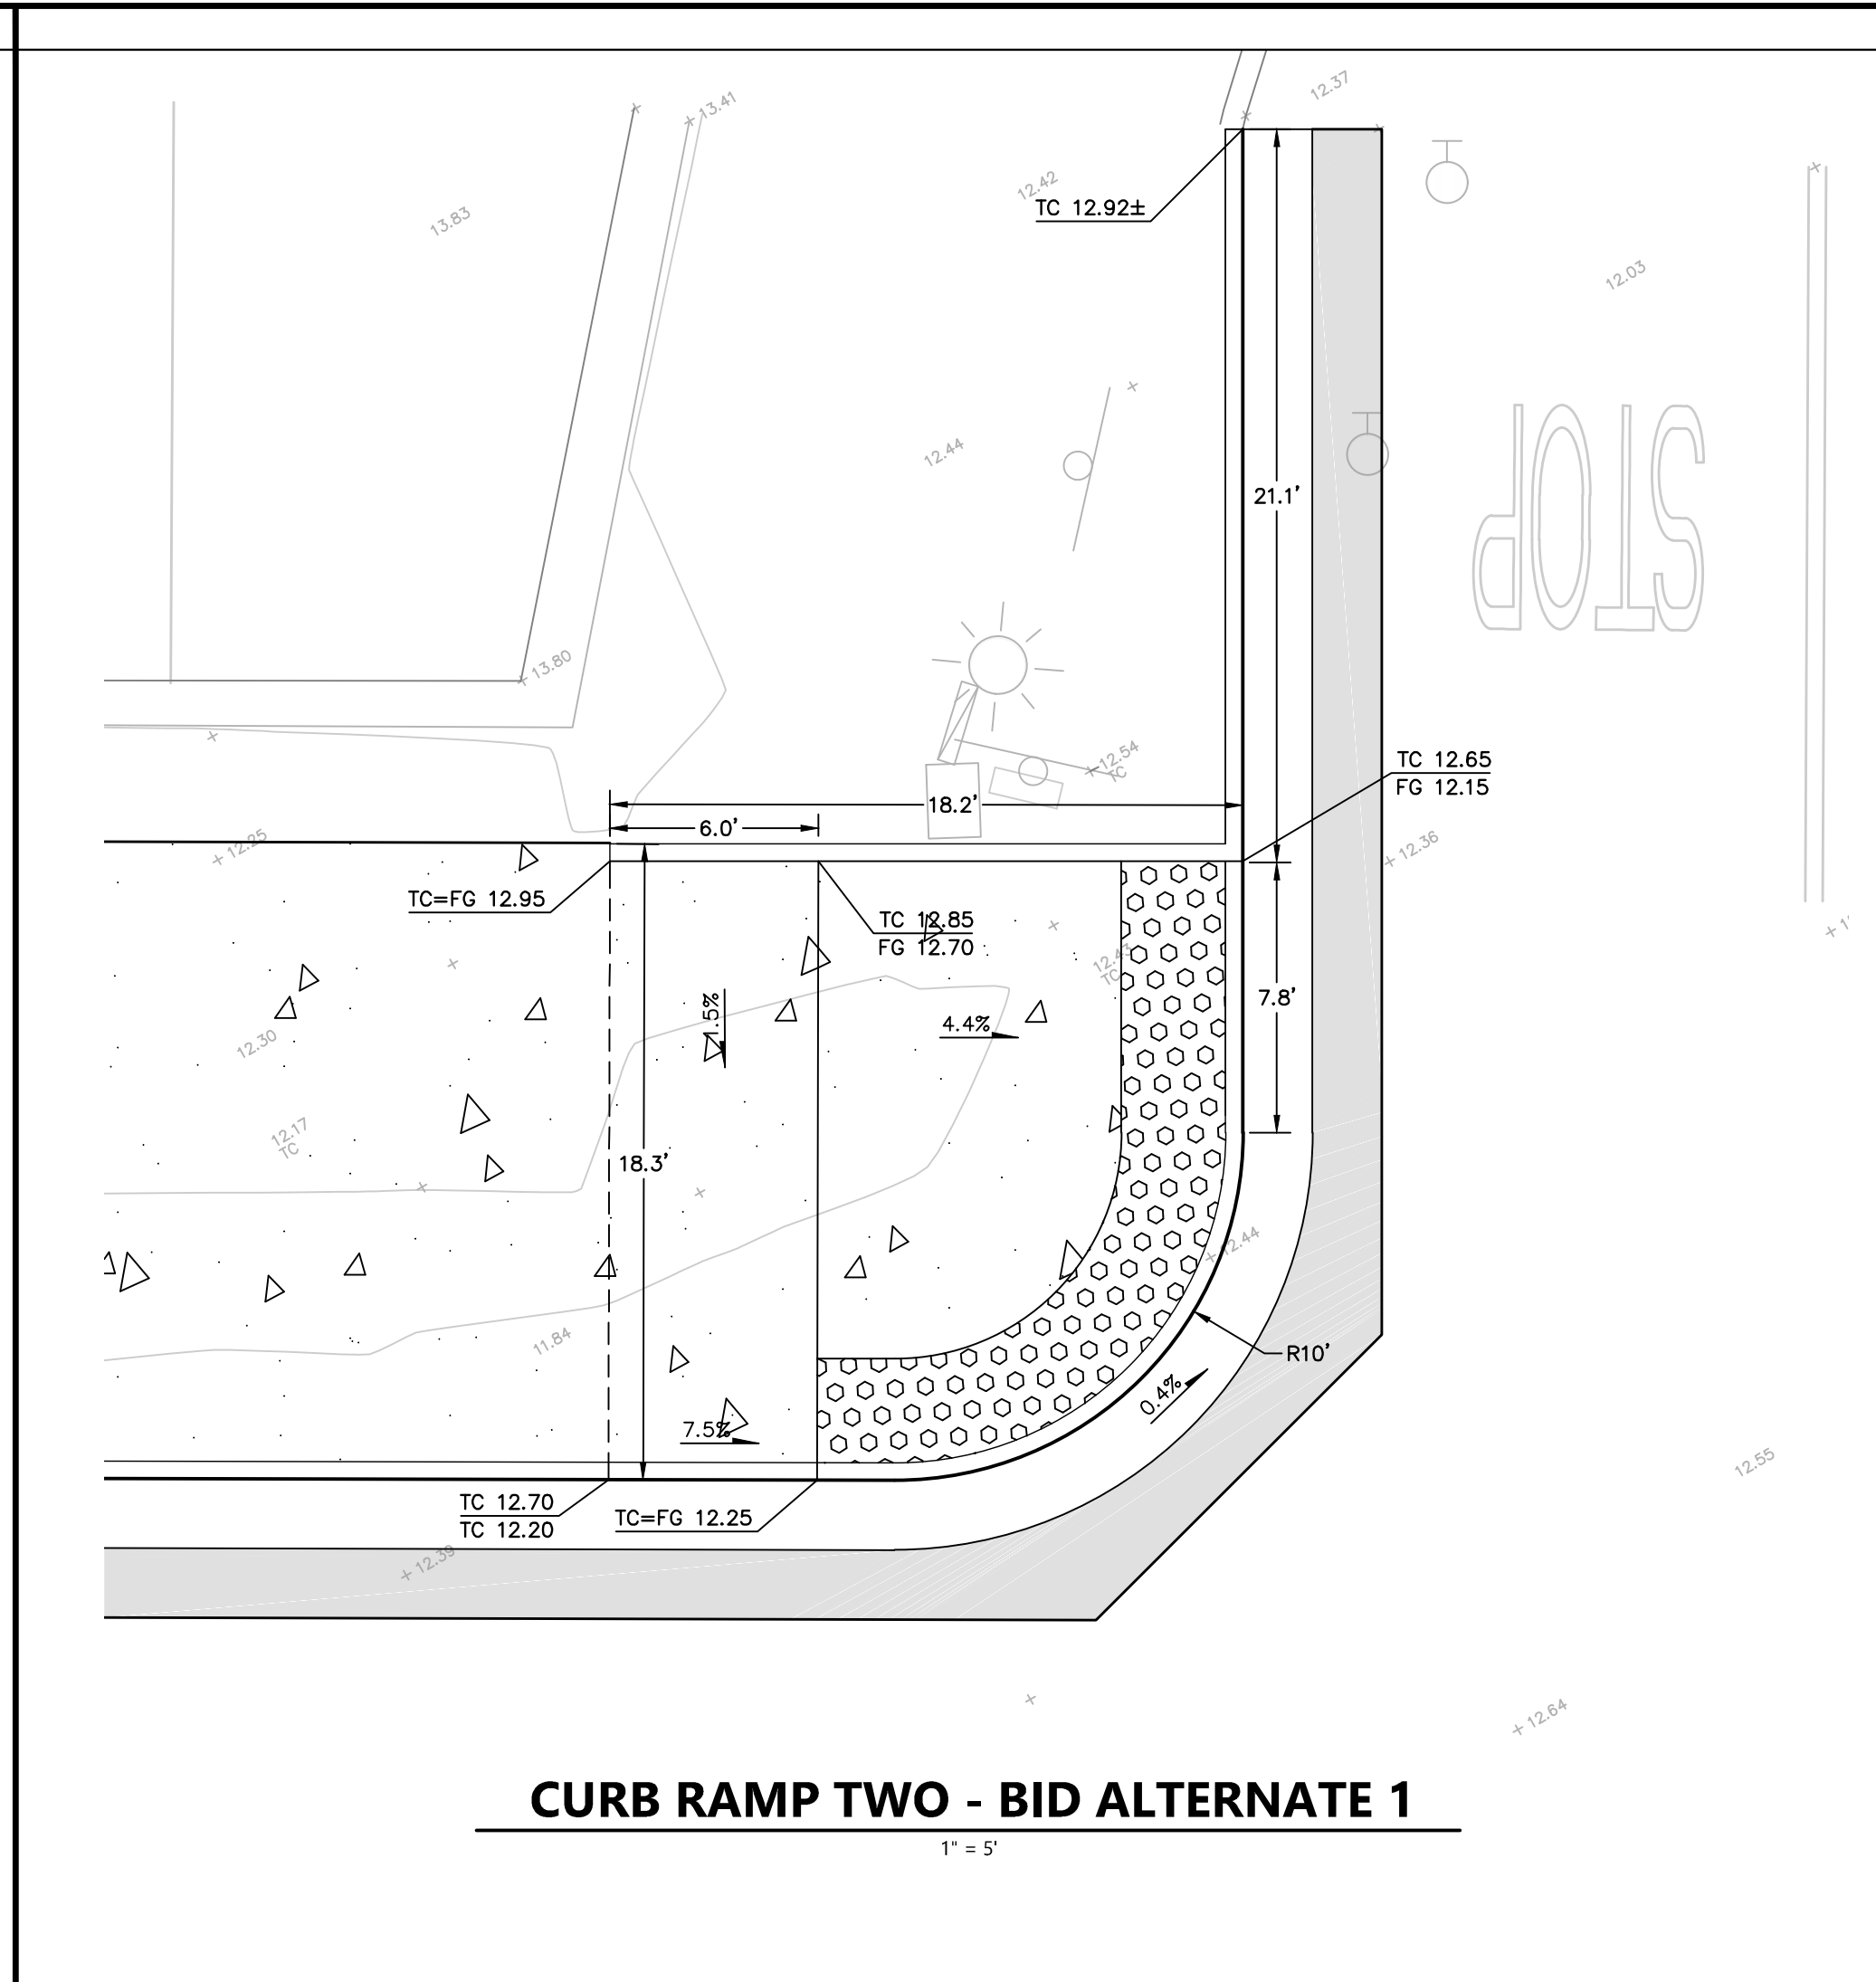 12.37
13.41
12.42
TC 12.92±
13.83
12.03
12.44
21.1'
STOP
13.80
12.54
TC
TC 12.65
FG 12.15
18.2'
6.0'
12.25
12.36
TC=FG 12.95
TC 12.85
FG 12.70
12.43
TC
7.8'
1.5%
4.4%
12.30
12.17
TC
18.3'
12.44
11.84
R10'
0.4%
7.5%
12.55
TC 12.70
TC 12.20
TC=FG 12.25
12.39
12.64
CURB RAMP TWO - BID ALTERNATE 1
1" = 5'